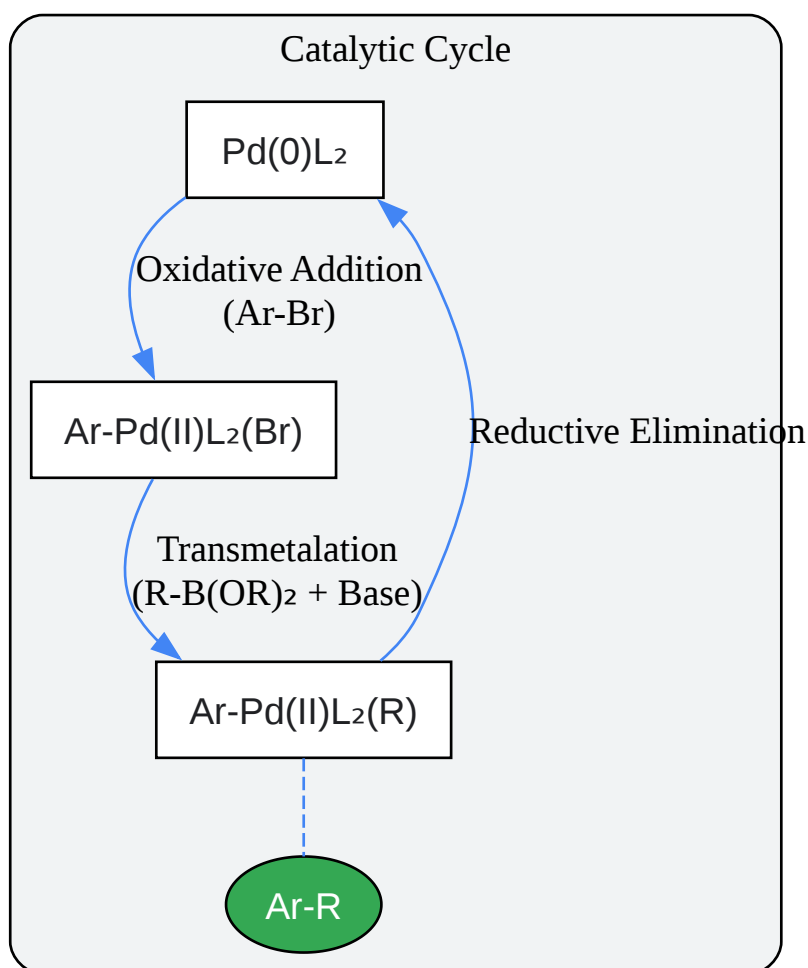 Catalytic Cycle
Pd(0)L₂
Oxidative Addition
(Ar-Br)
Ar-Pd(II)L₂(Br)
Reductive Elimination
Transmetalation
(R-B(OR)₂ + Base)
Ar-Pd(II)L₂(R)
Ar-R